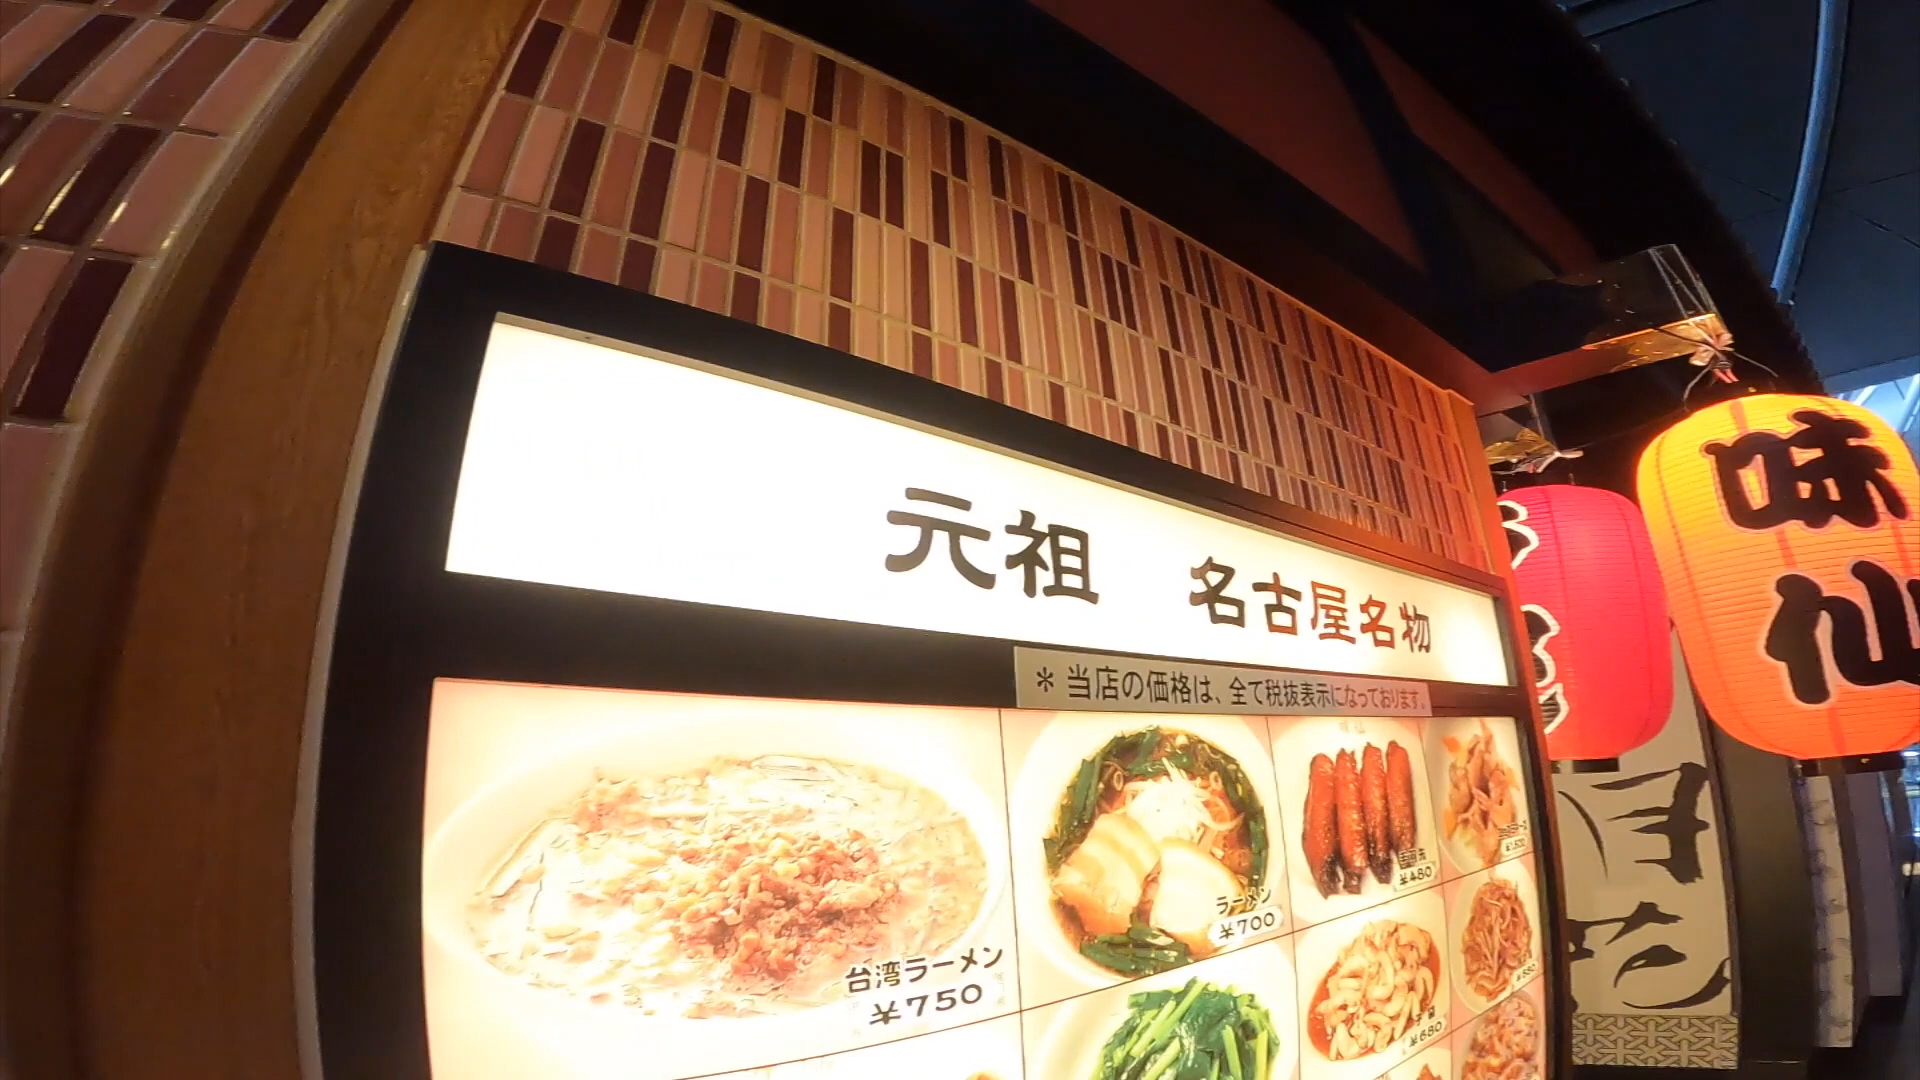 元祖 名古屋名物
＊当店の価格は、全て税抜表示になっております。
台湾ラーメン
¥750
ラーメン
¥700
¥480
¥680
味仙